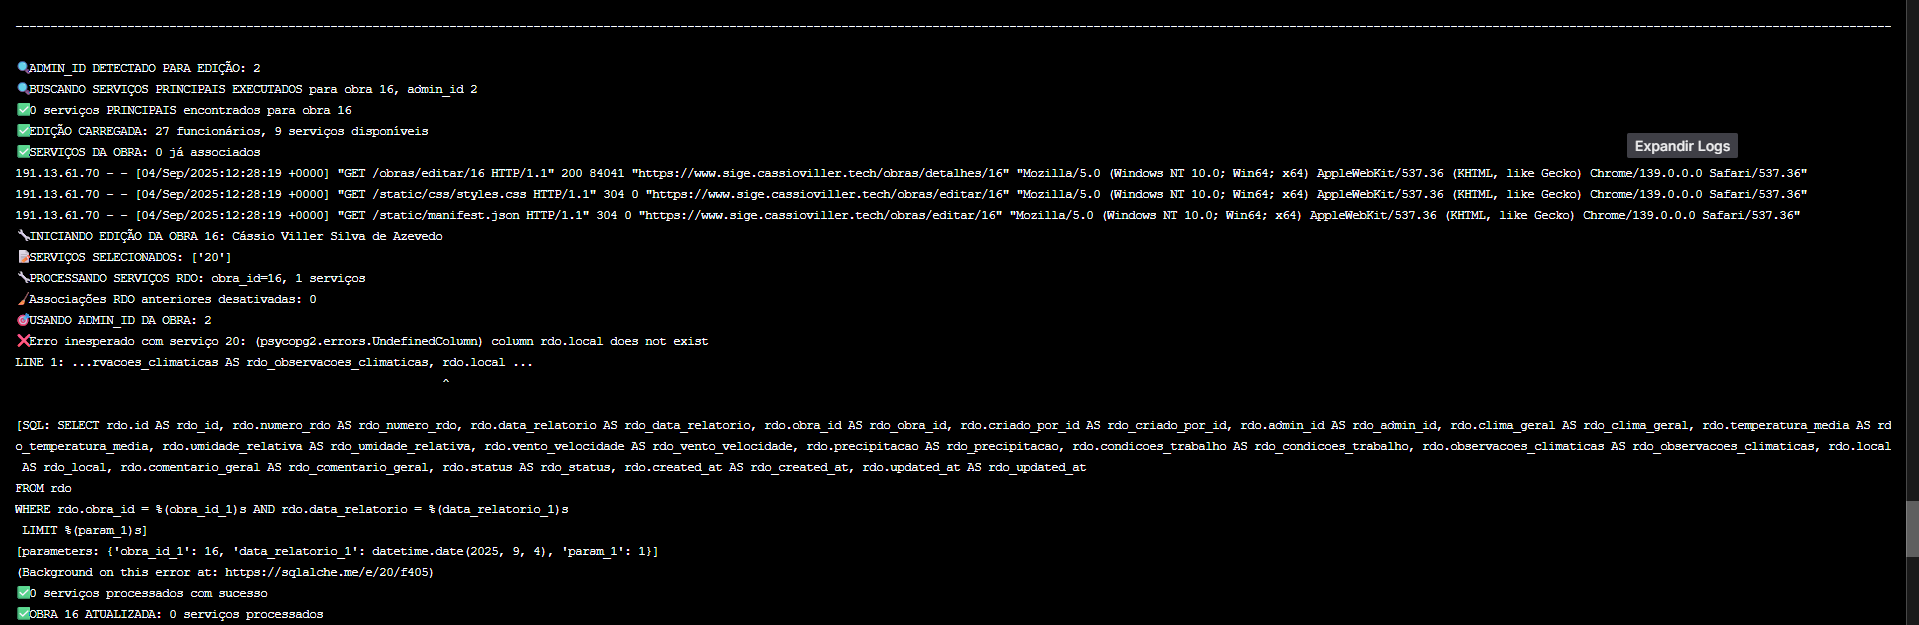 🔍ADMIN_ID DETECTADO PARA EDIÇÃO: 2
🔍BUSCANDO SERVIÇOS PRINCIPAIS EXECUTADOS para obra 16, admin_id 2
✅0 serviços PRINCIPAIS encontrados para obra 16
✅EDIÇÃO CARREGADA: 27 funcionários, 9 serviços disponíveis
✅SERVIÇOS DA OBRA: 0 já associados
Expandir Logs
191.13.61.70 - - [04/Sep/2025:12:28:19 +0000] "GET /obras/editar/16 HTTP/1.1" 200 84041 "https://www.sige.cassioviller.tech/obras/detalhes/16" "Mozilla/5.0 (Windows NT 10.0; Win64; x64) AppleWebKit/537.36 (KHTML, like Gecko) Chrome/139.0.0.0 Safari/537.36"
191.13.61.70 - - [04/Sep/2025:12:28:19 +0000] "GET /static/css/styles.css HTTP/1.1" 304 0 "https://www.sige.cassioviller.tech/obras/editar/16" "Mozilla/5.0 (Windows NT 10.0; Win64; x64) AppleWebKit/537.36 (KHTML, like Gecko) Chrome/139.0.0.0 Safari/537.36"
191.13.61.70 - - [04/Sep/2025:12:28:19 +0000] "GET /static/manifest.json HTTP/1.1" 304 0 "https://www.sige.cassioviller.tech/obras/editar/16" "Mozilla/5.0 (Windows NT 10.0; Win64; x64) AppleWebKit/537.36 (KHTML, like Gecko) Chrome/139.0.0.0 Safari/537.36"
🔧INICIANDO EDIÇÃO DA OBRA 16: Cássio Viller Silva de Azevedo
📝SERVIÇOS SELECIONADOS: ['20']
🔧PROCESSANDO SERVIÇOS RDO: obra_id=16, 1 serviços
🧹Associações RDO anteriores desativadas: 0
🎯USANDO ADMIN_ID DA OBRA: 2
❌Erro inesperado com serviço 20: (psycopg2.errors.UndefinedColumn) column rdo.local does not exist
LINE 1: ...rvacoes_climaticas AS rdo_observacoes_climaticas, rdo.local ...
^
[SQL: SELECT rdo.id AS rdo_id, rdo.numero_rdo AS rdo_numero_rdo, rdo.data_relatorio AS rdo_data_relatorio, rdo.obra_id AS rdo_obra_id, rdo.criado_por_id AS rdo_criado_por_id, rdo.admin_id AS rdo_admin_id, rdo.clima_geral AS rdo_clima_geral, rdo.temperatura_media AS rd
o_temperatura_media, rdo.umidade_relativa AS rdo_umidade_relativa, rdo.vento_velocidade AS rdo_vento_velocidade, rdo.precipitacao AS rdo_precipitacao, rdo.condicoes_trabalho AS rdo_condicoes_trabalho, rdo.observacoes_climaticas AS rdo_observacoes_climaticas, rdo.local
AS rdo_local, rdo.comentario_geral AS rdo_comentario_geral, rdo.status AS rdo_status, rdo.created_at AS rdo_created_at, rdo.updated_at AS rdo_updated_at
FROM rdo
WHERE rdo.obra_id = %(obra_id_1)s AND rdo.data_relatorio = %(data_relatorio_1)s
LIMIT %(param_1)s]
[parameters: {'obra_id_1': 16, 'data_relatorio_1': datetime.date(2025, 9, 4), 'param_1': 1}]
(Background on this error at: https://sqlalche.me/e/20/f405)
✅0 serviços processados com sucesso
✅OBRA 16 ATUALIZADA: 0 serviços processados